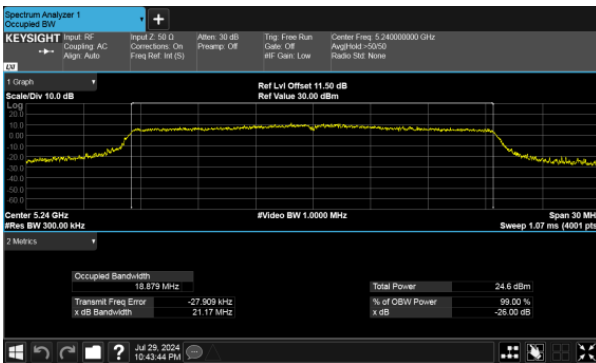 Spectrum Analyzer 1
Occupied BW
KEYSIGHT
Input: RF
Coupling: AC
Align: Auto
Input Z: 50 Ω
Corrections: On
Freq Ref: Int (S)
Atten: 30 dB
Preamp: Off
Trig: Free Run
Gate: Off
#IF Gain: Low
Center Freq: 5.240000000 GHz
Avg|Hold:>50/50
Radio Std: None
LXI
1 Graph
Scale/Div 10.0 dB
Ref Lvl Offset 11.50 dB
Ref Value 30.00 dBm
Log
20.0
10.0
0.0
-10.0
-20.0
-30.0
-40.0
-50.0
-60.0
Center 5.24 GHz
#Res BW 300.00 kHz
#Video BW 1.0000 MHz
Span 30 MH
Sweep 1.07 ms (4001 pts
2 Metrics
Occupied Bandwidth
18.879 MHz
Transmit Freq Error -27.909 kHz
x dB Bandwidth 21.17 MHz
Total Power 24.6 dBm
% of OBW Power 99.00 %
x dB -26.00 dB
Jul 29, 2024
10:43:44 PM